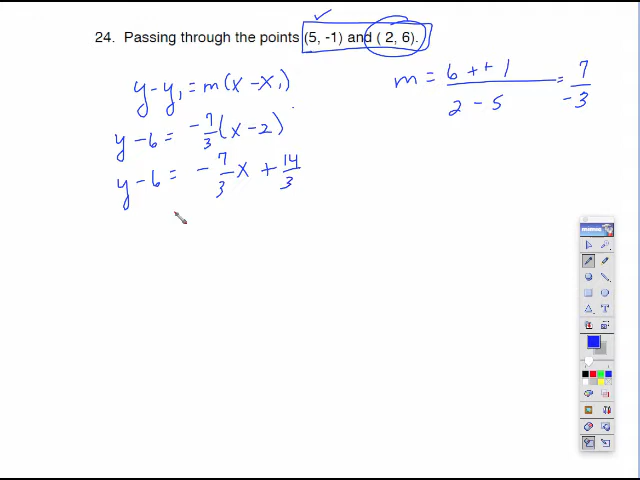 24. Passing through the points (5, -1) and ( 2, 6).
y - y₁ = m(x - x₁)
y - 6 = -7/3 (x - 2)
y - 6 = -7/3 x + 14/3
m = 6 + + 1 / 2 - 5 = 7 / -3